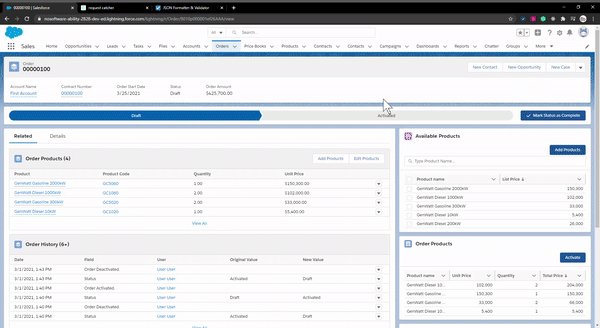 00000100 | Salesforce
request catcher
JSON Formatter & Validator
nosoftware-ability-2828-dev-ed.lightning.force.com/lightning/r/Order/
All
Search...
Sales
Home Opportunities Leads Tasks Files Accounts Orders Price Books Products Contracts Contacts Campaigns Dashboards Reports Chatter Groups More
Order
00000100
New Contact New Opportunity New Case
Account Name Contract Number Order Start Date Status Order Amount
First Account 00000100 3/25/2021 Draft $425,700.00
Draft Activated Mark Status as Complete
Related Details
Order Products (4)
Add Products Edit Products
Product Product Code Quantity Unit Price
GenWatt Gasoline 2000kW GC5060 1.00 $150,300.00
GenWatt Diesel 1000kW GC1060 2.00 $102,000.00
GenWatt Gasoline 300kW GC5020 2.00 $33,000.00
GenWatt Diesel 10kW GC1020 1.00 $5,400.00
View All
Order History (6+)
Date Field User Original Value New Value
3/1/2021, 1:43 PM Order Deactivated User User
3/1/2021, 1:43 PM Status User User Activated Draft
3/1/2021, 1:40 PM Order Activated User User
3/1/2021, 1:40 PM Status User User Draft Activated
3/1/2021, 1:40 PM Order Deactivated User User
3/1/2021, 1:40 PM Status User User Activated Draft
View All
Available Products
Add Products
Type Product Name...
Product name List Price
GenWatt Gasoline 2000kW 150,000
GenWatt Diesel 1000kW 102,000
GenWatt Gasoline 300kW 33,000
GenWatt Diesel 10kW 5,400
GenWatt Diesel 200kW 26,000
Order Products
Activate
Product name Unit Price Quantity Total Price
GenWatt Diesel 10... 102,000 2 204,000
GenWatt Gasoline ... 150,300 1 150,300
GenWatt Gasoline ... 33,000 2 66,000
GenWatt Diesel 10... 5,400 1 5,400